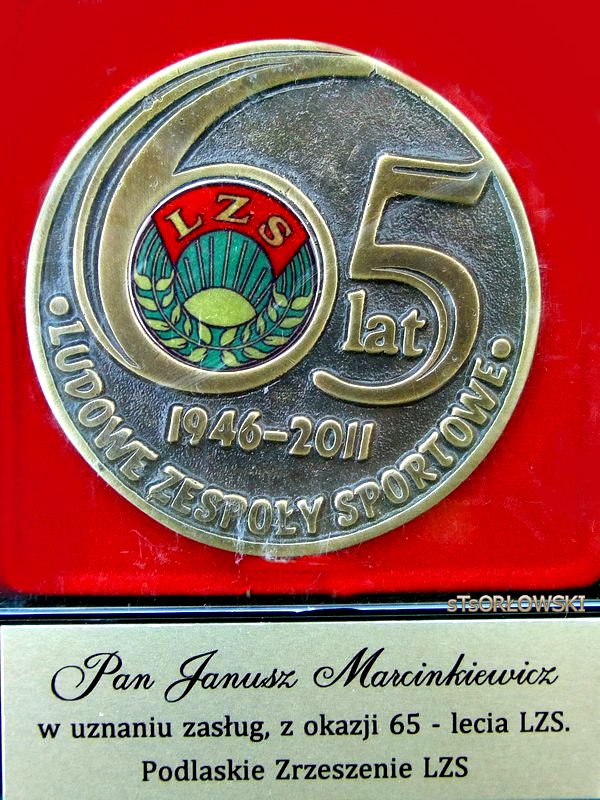 65
LZS
lat
1946-2011
•LUDOWE ZESPOŁY SPORTOWE•
sTsORŁOWSKI
Pan Janusz Marcinkiewicz
w uznaniu zasług, z okazji 65 - lecia LZS.
Podlaskie Zrzeszenie LZS